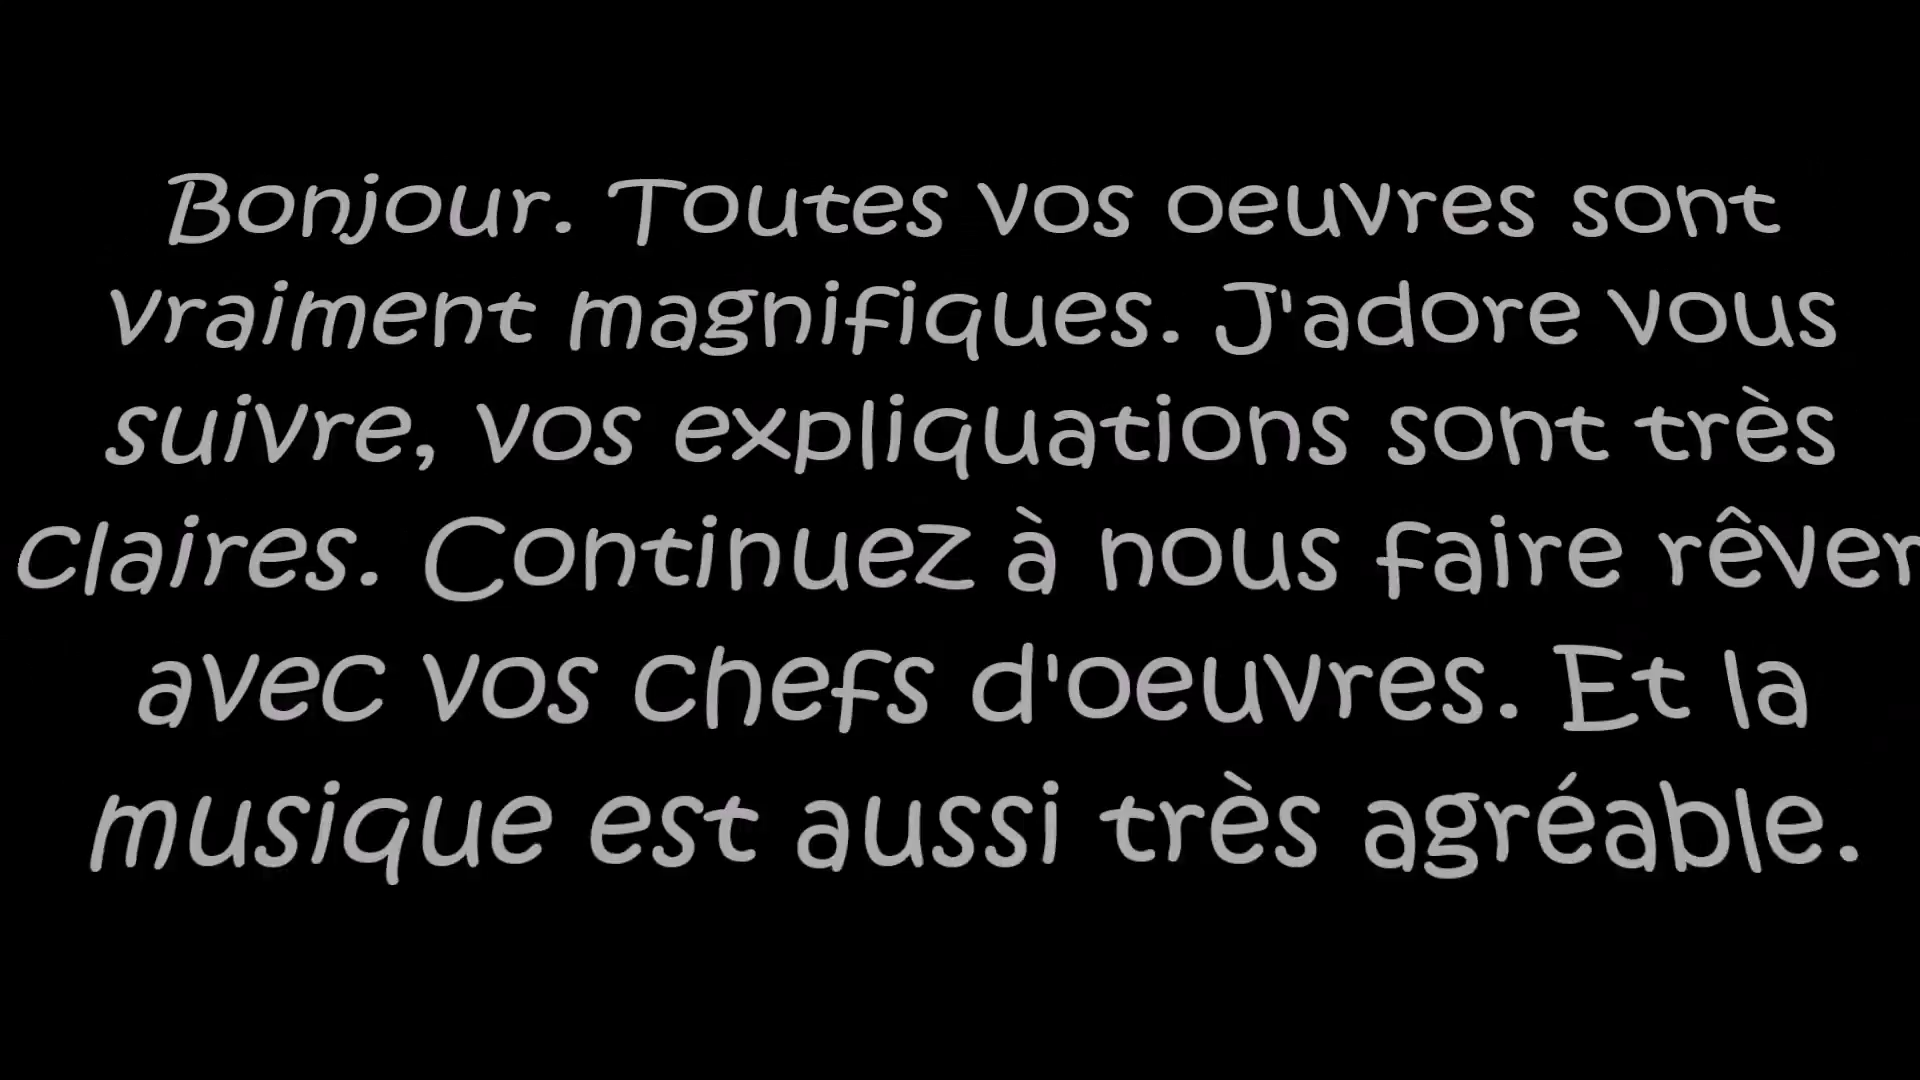 Bonjour. Toutes vos oeuvres sont
vraiment magnifiques. J'adore vous
suivre, vos expliquations sont très
claires. Continuez à nous faire rêver
avec vos chefs d'oeuvres. Et la
musique est aussi très agréable.